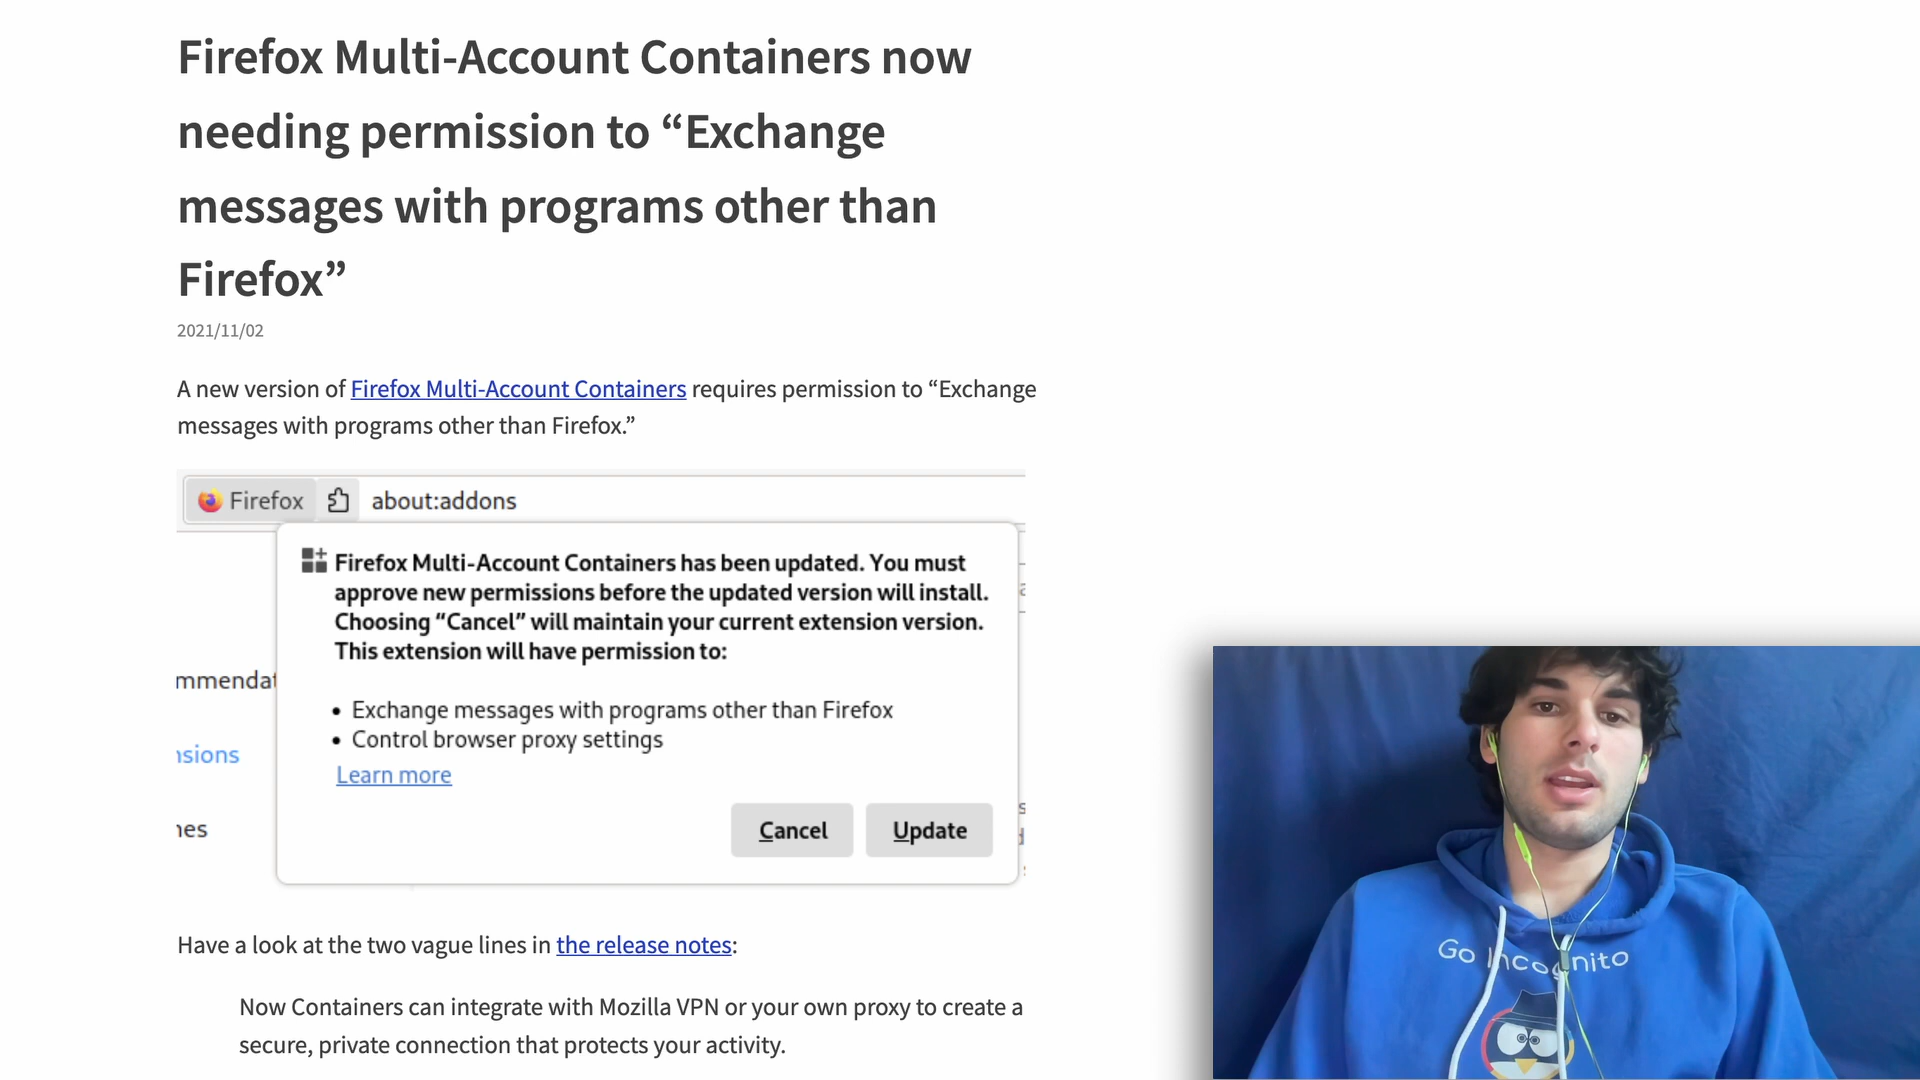 Firefox Multi-Account Containers now
needing permission to “Exchange
messages with programs other than
Firefox”
2021/11/02
A new version of Firefox Multi-Account Containers requires permission to “Exchange
messages with programs other than Firefox.”
Firefox about:addons
Firefox Multi-Account Containers has been updated. You must
approve new permissions before the updated version will install.
Choosing “Cancel” will maintain your current extension version.
This extension will have permission to:
mmendat
• Exchange messages with programs other than Firefox
• Control browser proxy settings
nsions
Learn more
nes
Cancel Update
Have a look at the two vague lines in the release notes:
Now Containers can integrate with Mozilla VPN or your own proxy to create a
secure, private connection that protects your activity.
Go Incognito